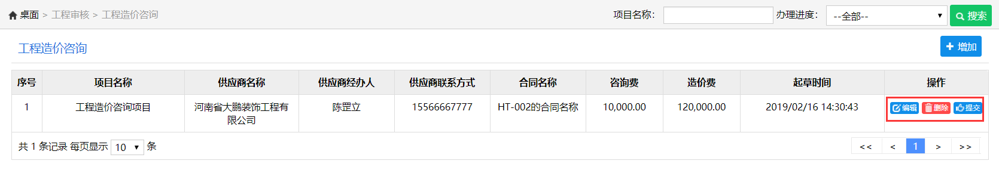 桌面 > 工程审核 > 工程造价咨询 项目名称: 办理进度: --全部-- 搜索
工程造价咨询 增加
序号 项目名称 供应商名称 供应商经办人 供应商联系方式 合同名称 咨询费 造价费 起草时间 操作
1 工程造价咨询项目 河南省大鹏装饰工程有限公司 陈罡立 15566667777 HT-002的合同名称 10,000.00 120,000.00 2019/02/16 14:30:43 编辑 删除 提交
共 1 条记录 每页显示 10 条 << < 1 > >>